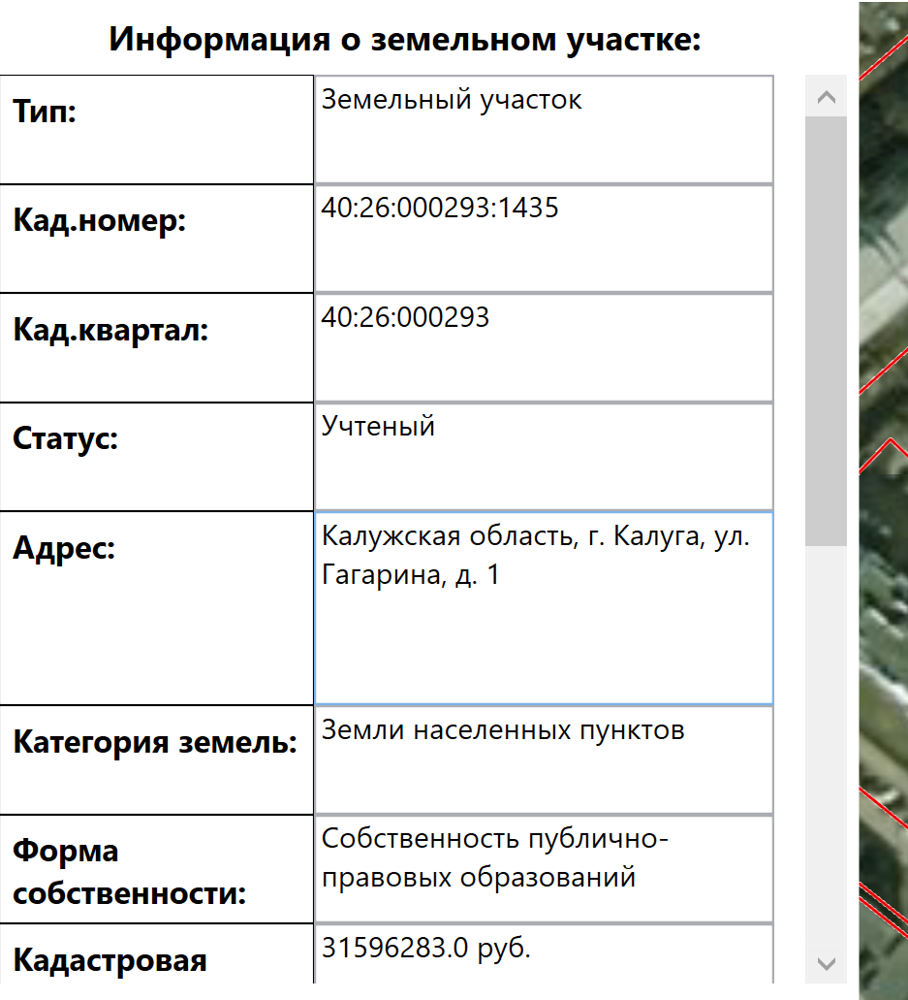 Информация о земельном участке:
Тип:
Земельный участок
Кад.номер:
40:26:000293:1435
Кад.квартал:
40:26:000293
Статус:
Учтеный
Адрес:
Калужская область, г. Калуга, ул.
Гагарина, д. 1
Категория земель:
Земли населенных пунктов
Форма
собственности:
Собственность публично-
правовых образований
Кадастровая
31596283.0 руб.